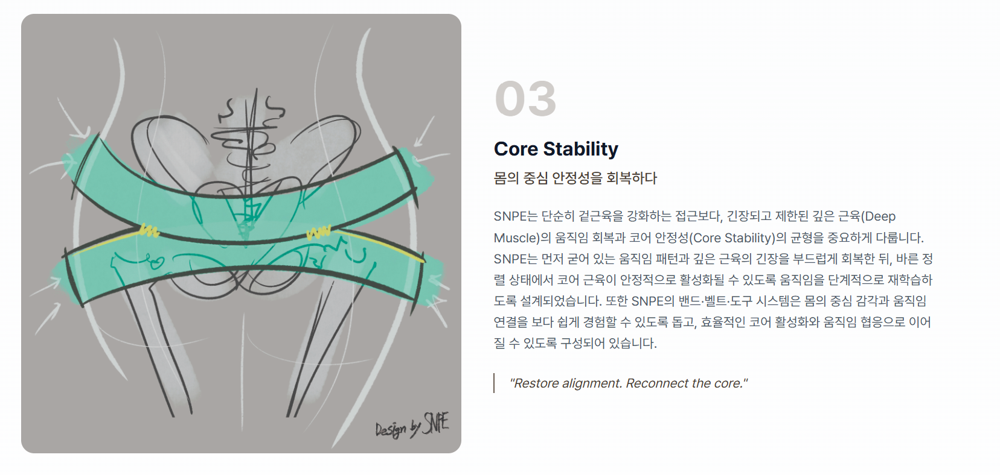 03
Core Stability
몸의 중심 안정성을 회복하다
SNPE는 단순히 겉근육을 강화하는 접근보다, 긴장되고 제한된 깊은 근육(Deep
Muscle)의 움직임 회복과 코어 안정성(Core Stability)의 균형을 중요하게 다룹니다.
SNPE는 먼저 굳어 있는 움직임 패턴과 깊은 근육의 긴장을 부드럽게 회복한 뒤, 바른 정
렬 상태에서 코어 근육이 안정적으로 활성화될 수 있도록 움직임을 단계적으로 재학습하
도록 설계되었습니다. 또한 SNPE의 밴드·벨트·도구 시스템은 몸의 중심 감각과 움직임
연결을 보다 쉽게 경험할 수 있도록 돕고, 효율적인 코어 활성화와 움직임 협응으로 이어
질 수 있도록 구성되어 있습니다.
"Restore alignment. Reconnect the core."
Design by SNPE